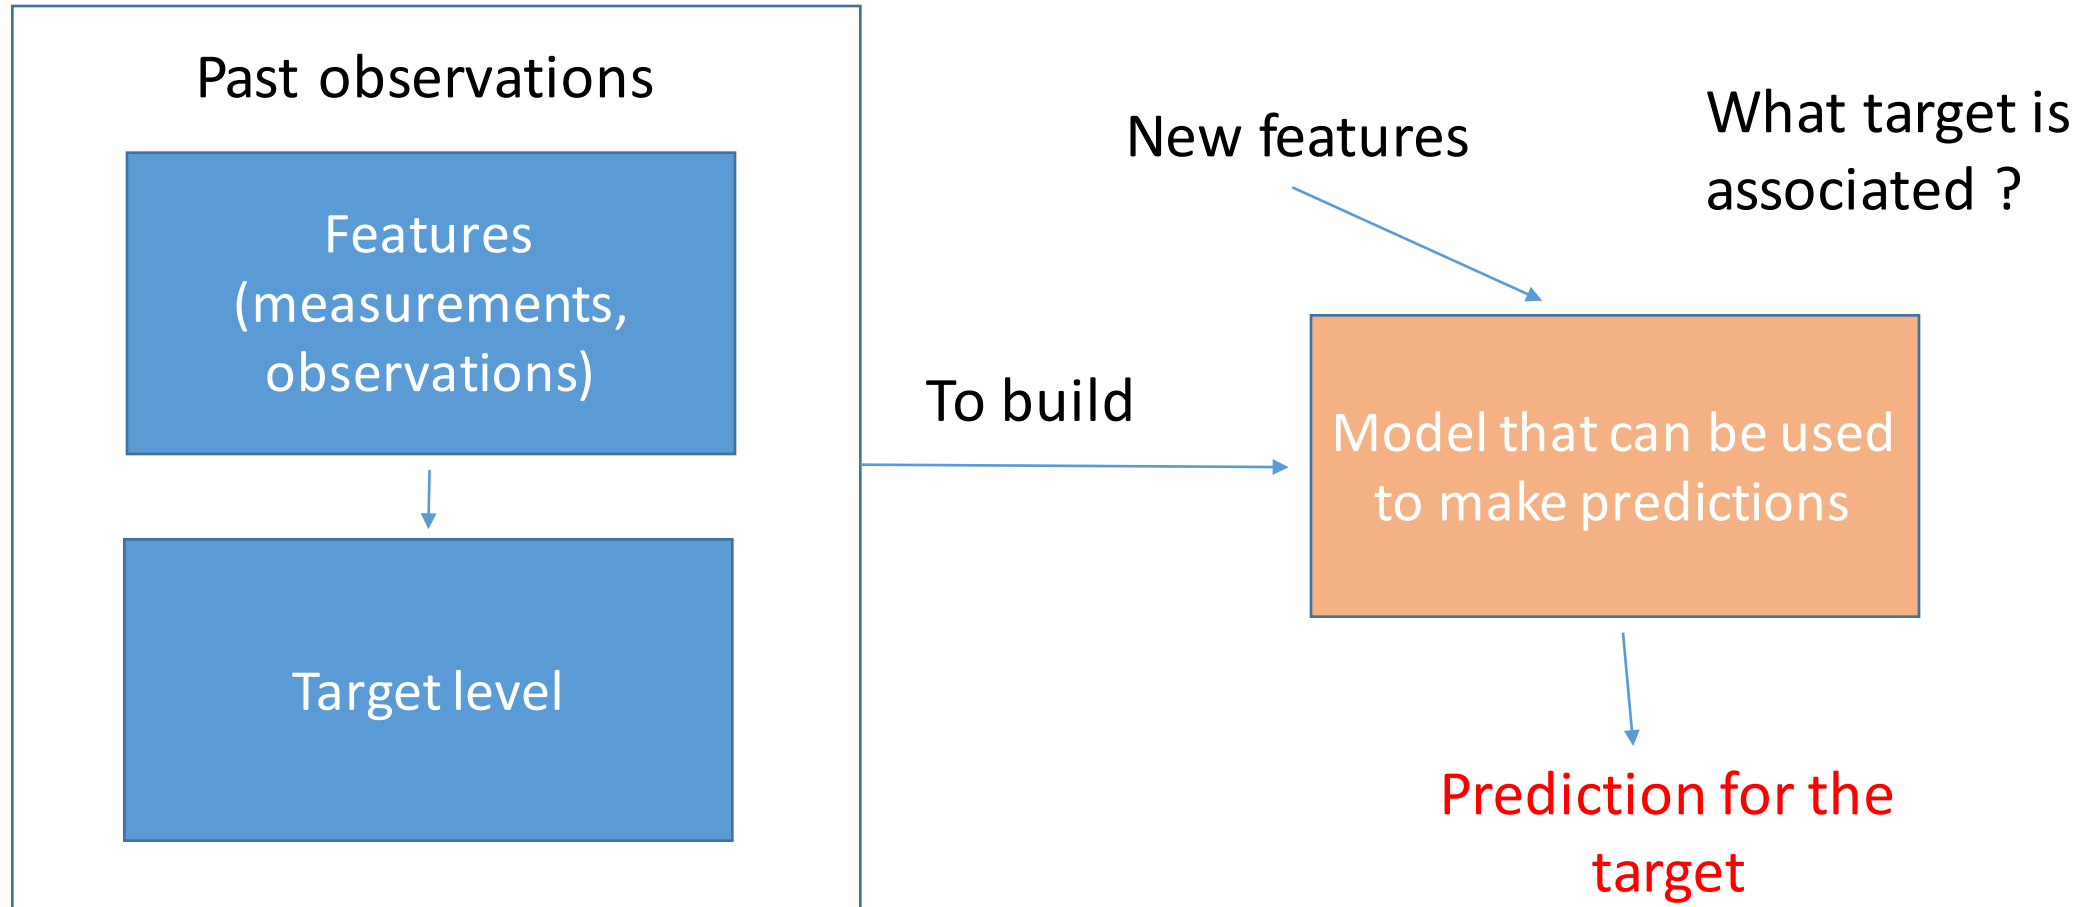 Past observations
Features
(measurements,
observations)
Target level
To build
New features
What target is
associated ?
Model that can be used
to make predictions
Prediction for the
target